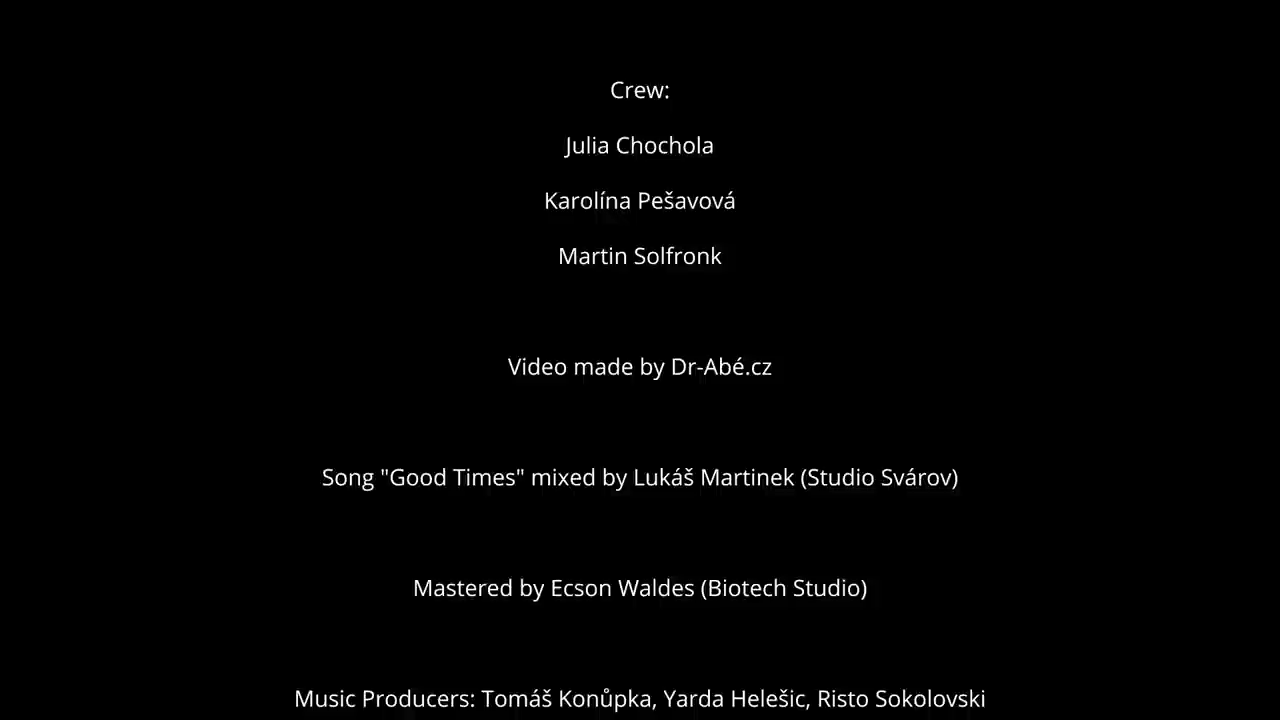 Crew:
Julia Chochola
Karolína Pešavová
Martin Solfronk
Video made by Dr-Abé.cz
Song "Good Times" mixed by Lukáš Martinek (Studio Svárov)
Mastered by Ecson Waldes (Biotech Studio)
Music Producers: Tomáš Konůpka, Yarda Helešic, Risto Sokolovski